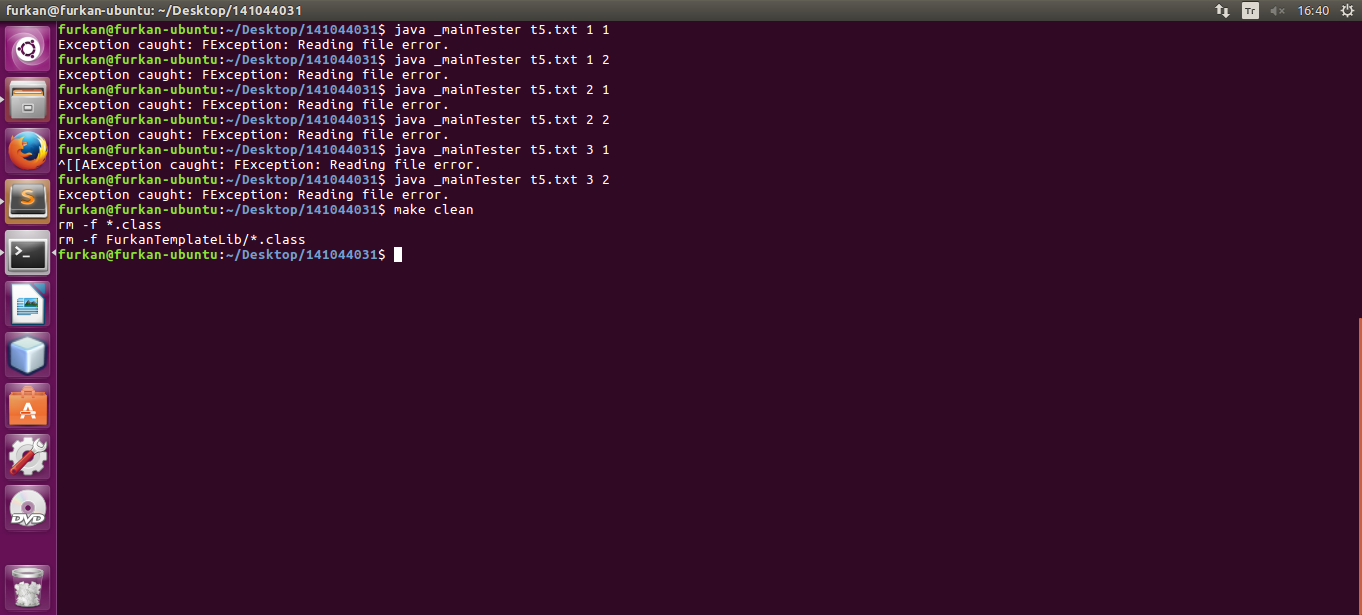 furkan@furkan-ubuntu: ~/Desktop/141044031
Tr
16:40
furkan@furkan-ubuntu:~/Desktop/141044031$ java _mainTester t5.txt 1 1
Exception caught: FException: Reading file error.
furkan@furkan-ubuntu:~/Desktop/141044031$ java _mainTester t5.txt 1 2
Exception caught: FException: Reading file error.
furkan@furkan-ubuntu:~/Desktop/141044031$ java _mainTester t5.txt 2 1
Exception caught: FException: Reading file error.
furkan@furkan-ubuntu:~/Desktop/141044031$ java _mainTester t5.txt 2 2
Exception caught: FException: Reading file error.
furkan@furkan-ubuntu:~/Desktop/141044031$ java _mainTester t5.txt 3 1
^[[AException caught: FException: Reading file error.
furkan@furkan-ubuntu:~/Desktop/141044031$ java _mainTester t5.txt 3 2
Exception caught: FException: Reading file error.
furkan@furkan-ubuntu:~/Desktop/141044031$ make clean
rm -f *.class
rm -f FurkanTemplateLib/*.class
furkan@furkan-ubuntu:~/Desktop/141044031$
DVD